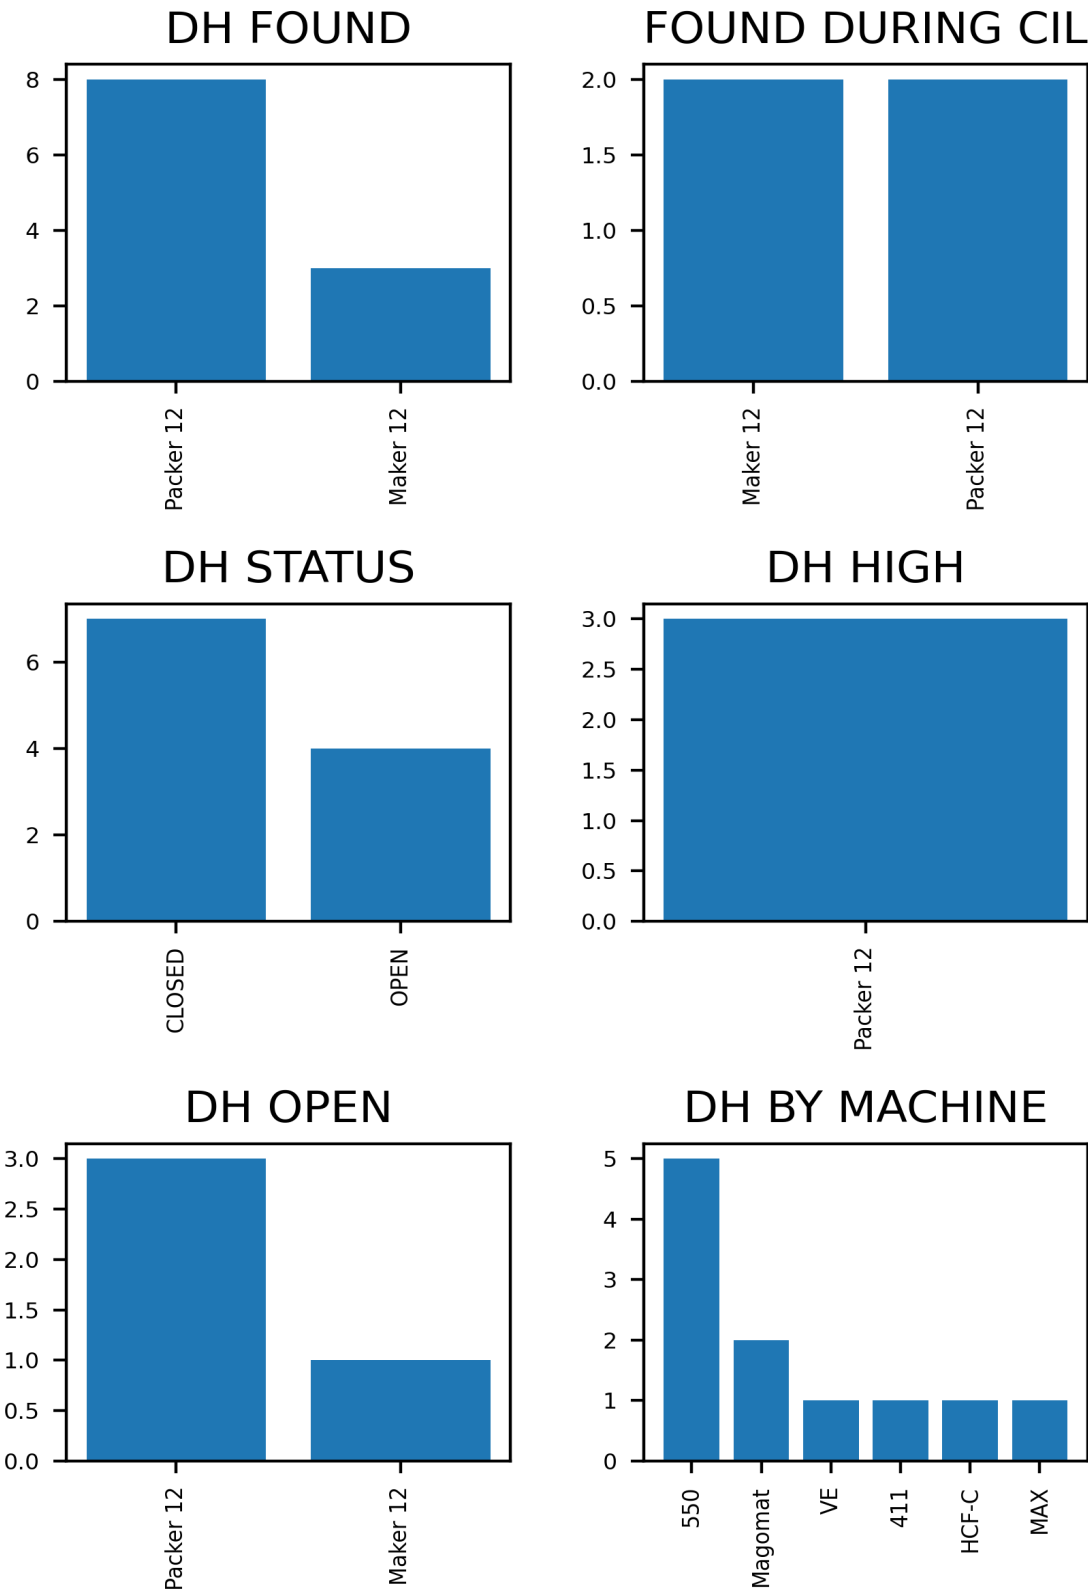 DH FOUND
8
6
4
2
0
Packer 12
Maker 12
FOUND DURING CIL
2.0
1.5
1.0
0.5
0.0
Maker 12
Packer 12
DH STATUS
6
4
2
0
CLOSED
OPEN
DH HIGH
3.0
2.5
2.0
1.5
1.0
0.5
0.0
Packer 12
DH OPEN
3.0
2.5
2.0
1.5
1.0
0.5
0.0
Packer 12
Maker 12
DH BY MACHINE
5
4
3
2
1
0
550
Magomat
VE
411
HCF-C
MAX